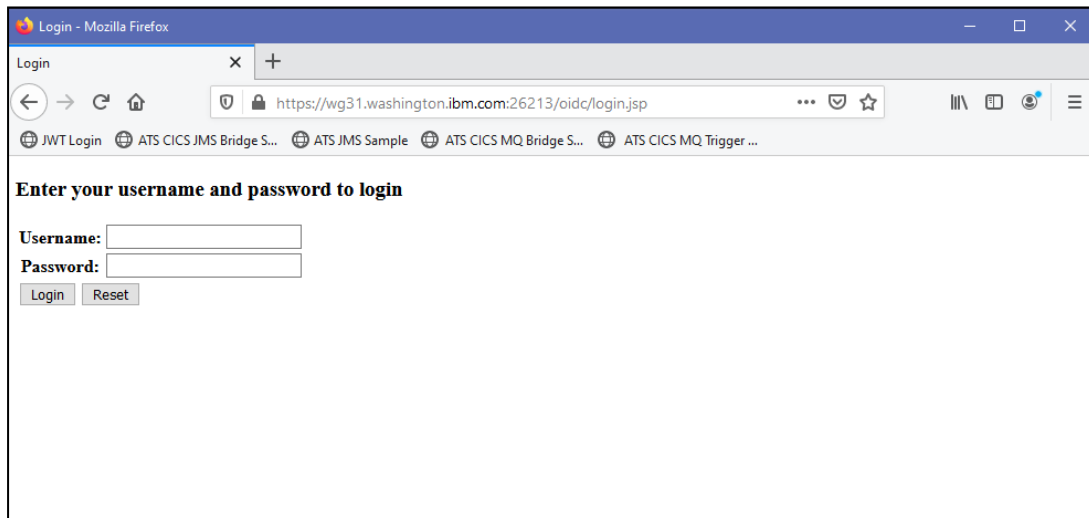 Login - Mozilla Firefox
Login
https://wg31.washington.ibm.com:26213/oidc/login.jsp
JWT Login ATS CICS JMS Bridge S... ATS JMS Sample ATS CICS MQ Bridge S... ATS CICS MQ Trigger ...
Enter your username and password to login
Username:
Password:
Login Reset